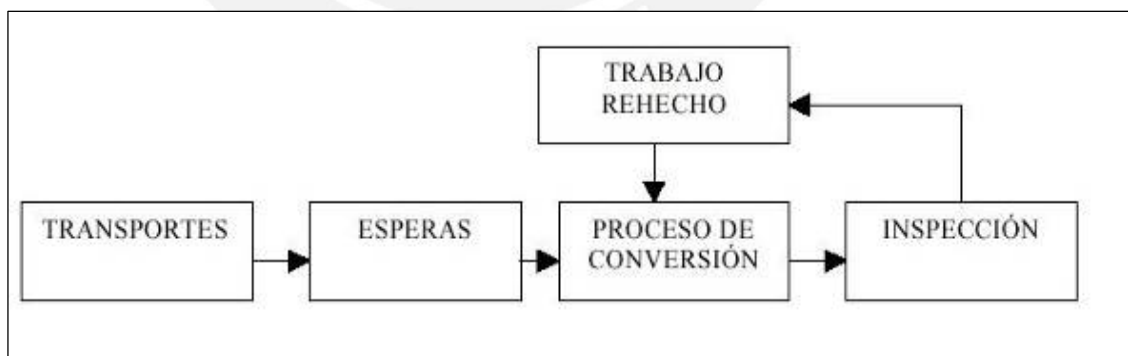 TRABAJO
REHECHO
TRANSPORTES
ESPERAS
PROCESO DE
CONVERSIÓN
INSPECCIÓN